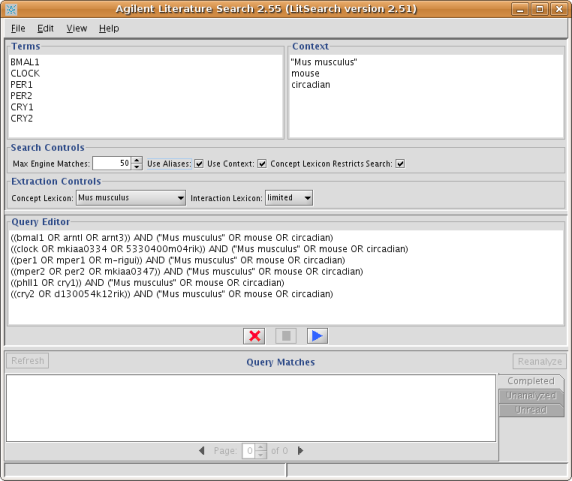 Agilent Literature Search 2.55 (LitSearch version 2.51)
File Edit View Help
Terms
BMAL1
CLOCK
PER1
PER2
CRY1
CRY2
Context
"Mus musculus"
mouse
circadian
Search Controls
Max Engine Matches: 50 Use Aliases: Use Context: Concept Lexicon Restricts Search:
Extraction Controls
Concept Lexicon: Mus musculus Interaction Lexicon: limited
Query Editor
((bmal1 OR arntl OR arnt3)) AND ("Mus musculus" OR mouse OR circadian)
((clock OR mkiaa0334 OR 5330400m04rik)) AND ("Mus musculus" OR mouse OR circadian)
((per1 OR mper1 OR m-rigui)) AND ("Mus musculus" OR mouse OR circadian)
((mper2 OR per2 OR mkiaa0347)) AND ("Mus musculus" OR mouse OR circadian)
((phll1 OR cry1)) AND ("Mus musculus" OR mouse OR circadian)
((cry2 OR d130054k12rik)) AND ("Mus musculus" OR mouse OR circadian)
Refresh Query Matches Reanalyze
Completed
Unanalyzed
Unread
Page: 0 of 0